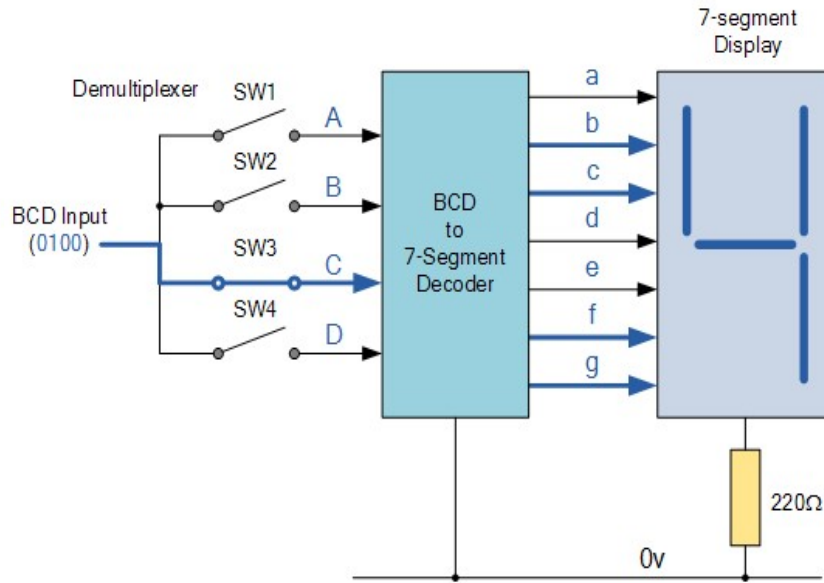 7-segment
Display
Demultiplexer
SW1
A
SW2
B
BCD Input
(0100)
SW3
C
SW4
D
BCD
to
7-Segment
Decoder
a
b
c
d
e
f
g
220Ω
0v